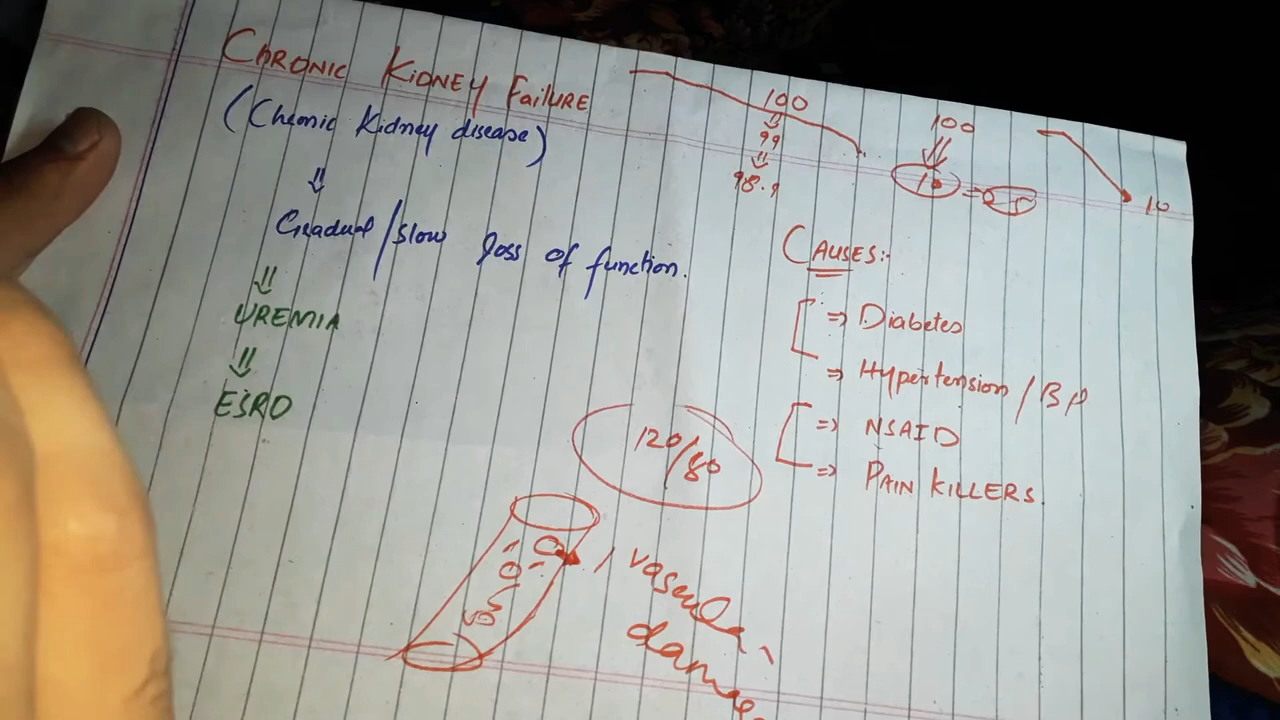 CHRONIC KIDNEY FAILURE
(Chronic Kidney disease)
⇓
Gradual/slow loss of function.
⇓
UREMIA
⇓
ESRD
100
⇓
99
⇓
98.9
100
10
10
CAUSES:-
⇒ Diabetes
⇒ Hypertension / BP
⇒ NSAID
⇒ PAIN KILLERS.
120/80
vascular
damage